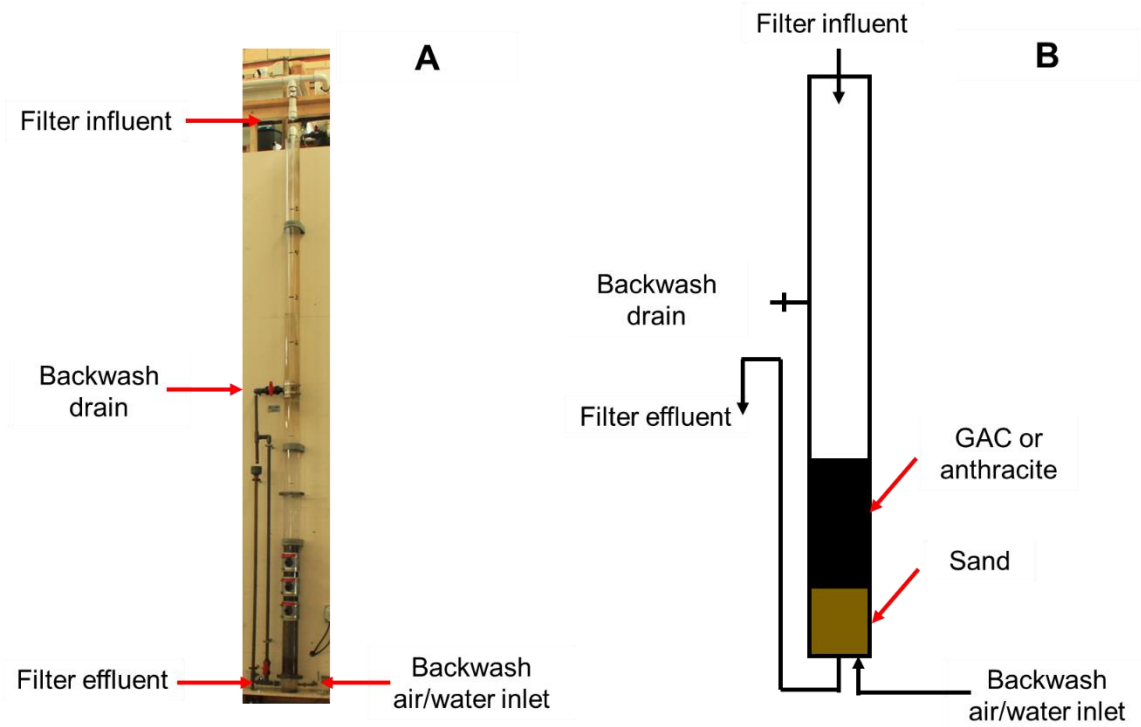 A
Filter influent
Backwash
drain
Filter effluent
Backwash
air/water inlet
B
Filter influent
Backwash
drain
Filter effluent
GAC or
anthracite
Sand
Backwash
air/water inlet